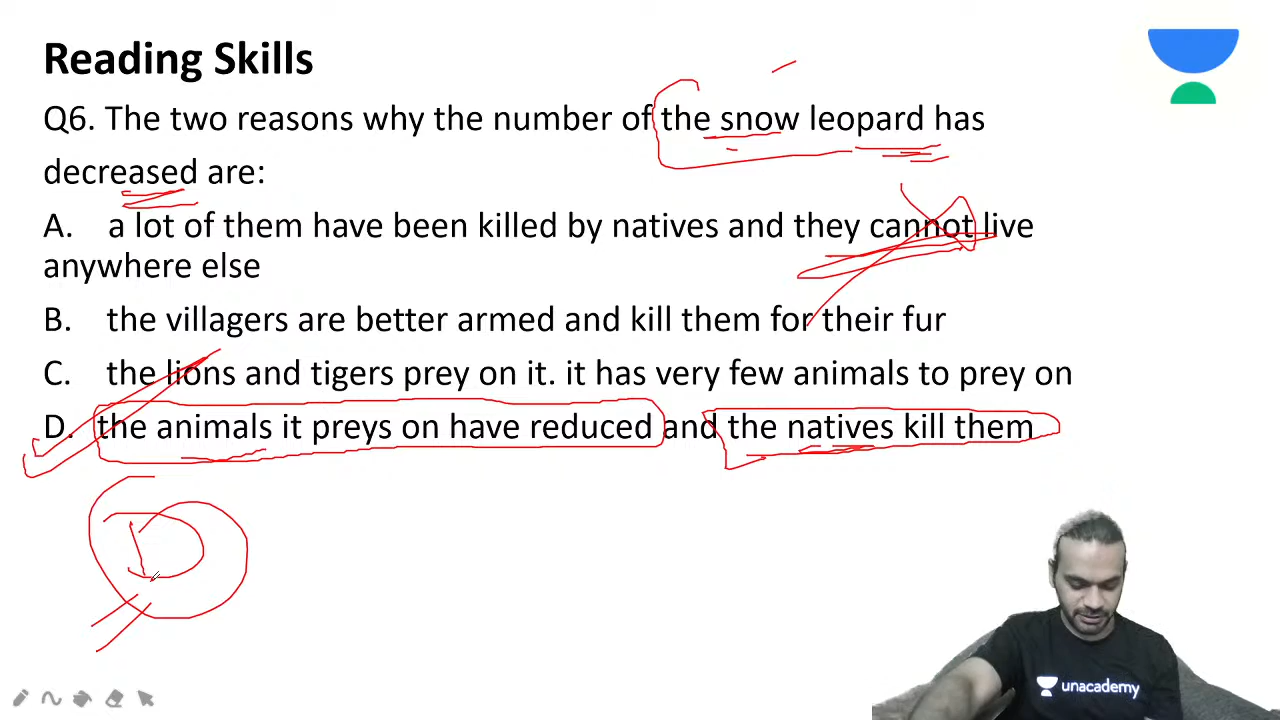 Reading Skills
Q6. The two reasons why the number of the snow leopard has
decreased are:
A. a lot of them have been killed by natives and they cannot live
anywhere else
B. the villagers are better armed and kill them for their fur
C. the lions and tigers prey on it. it has very few animals to prey on
D. the animals it preys on have reduced and the natives kill them
D
unacademy